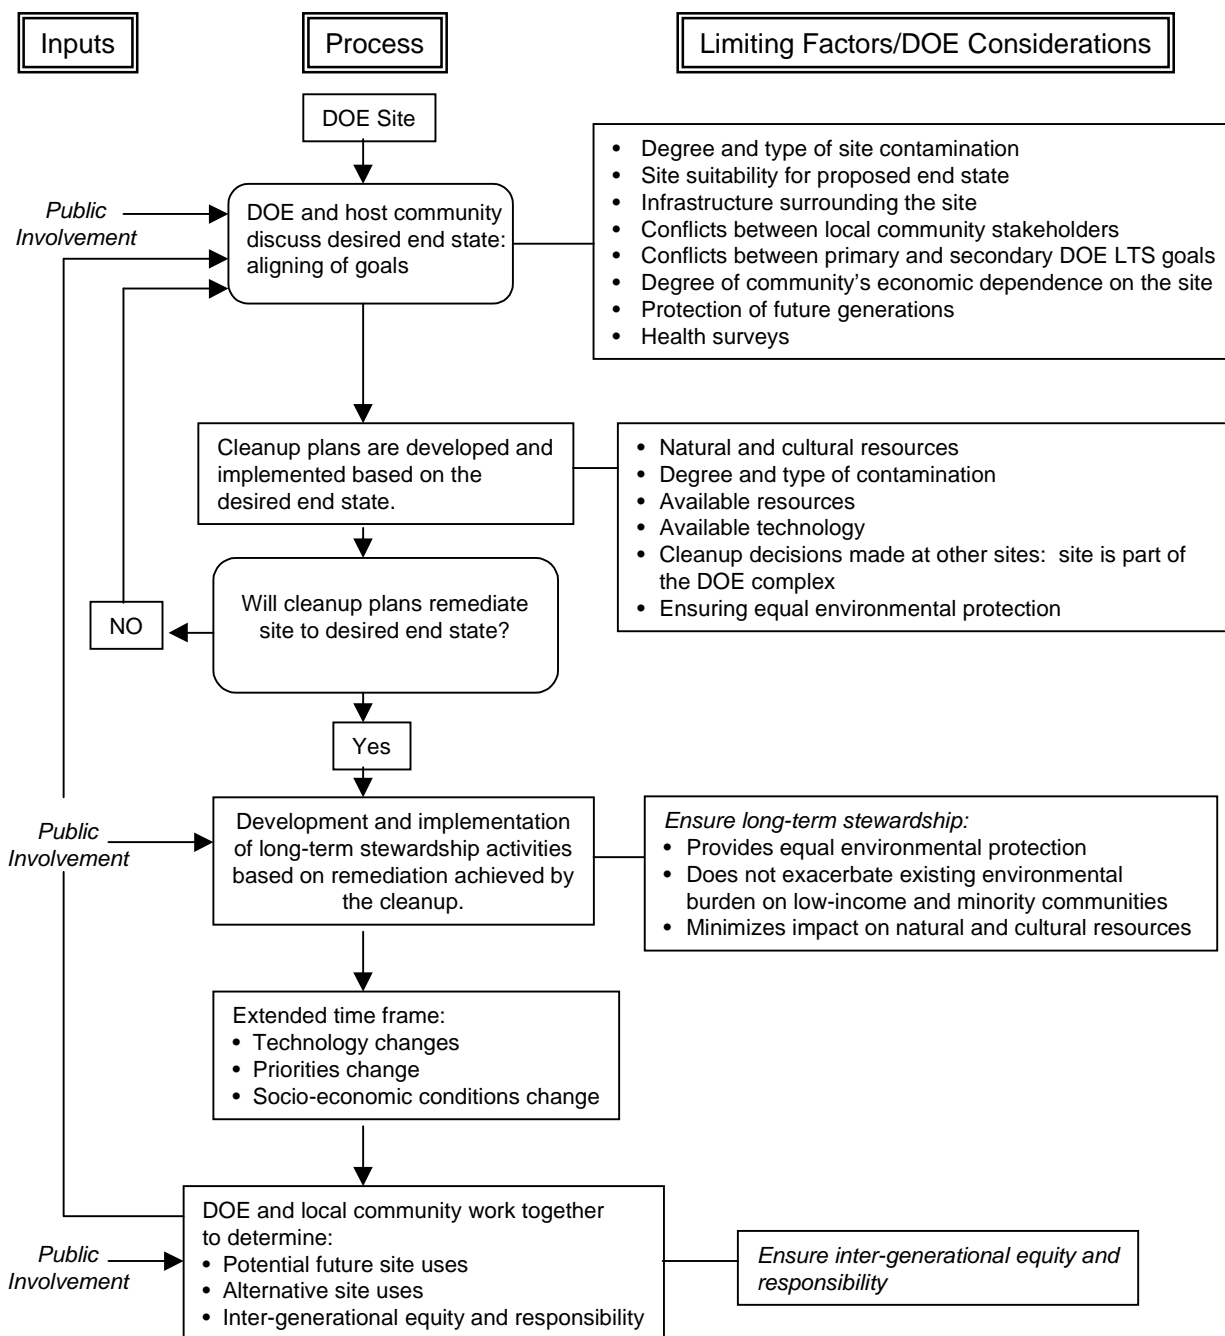 Inputs
Process
Limiting Factors/DOE Considerations
DOE Site
Public
Involvement
DOE and host community
discuss desired end state:
aligning of goals
• Degree and type of site contamination
• Site suitability for proposed end state
• Infrastructure surrounding the site
• Conflicts between local community stakeholders
• Conflicts between primary and secondary DOE LTS goals
• Degree of community’s economic dependence on the site
• Protection of future generations
• Health surveys
Cleanup plans are developed and
implemented based on the
desired end state.
• Natural and cultural resources
• Degree and type of contamination
• Available resources
• Available technology
• Cleanup decisions made at other sites: site is part of
the DOE complex
• Ensuring equal environmental protection
Will cleanup plans remediate
site to desired end state?
NO
Yes
Public
Involvement
Development and implementation
of long-term stewardship activities
based on remediation achieved by
the cleanup.
Ensure long-term stewardship:
• Provides equal environmental protection
• Does not exacerbate existing environmental
burden on low-income and minority communities
• Minimizes impact on natural and cultural resources
Extended time frame:
• Technology changes
• Priorities change
• Socio-economic conditions change
Public
Involvement
DOE and local community work together
to determine:
• Potential future site uses
• Alternative site uses
• Inter-generational equity and responsibility
Ensure inter-generational equity and
responsibility